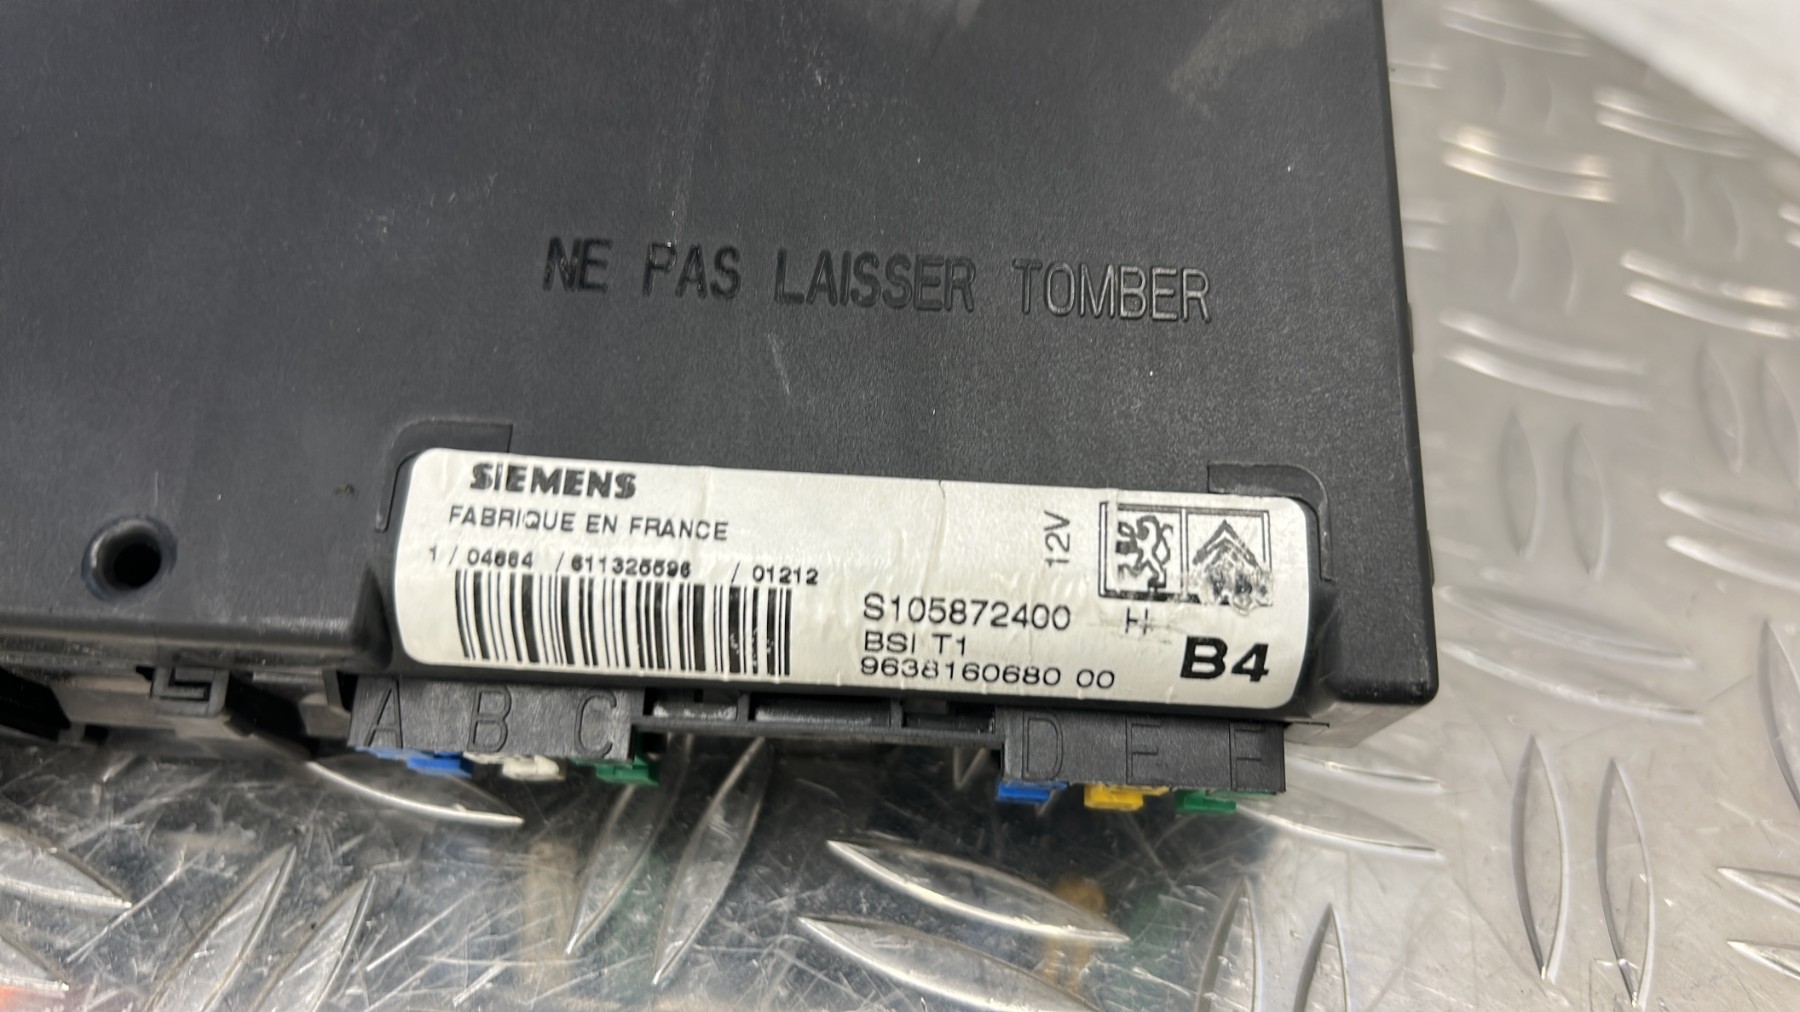 NE PAS LAISSER TOMBER
SIEMENS
FABRIQUE EN FRANCE
1 / 04664 / 611325596 / 01212
12V
S105872400
H
BSI T1
9638160680 00
B4
A B C D E F